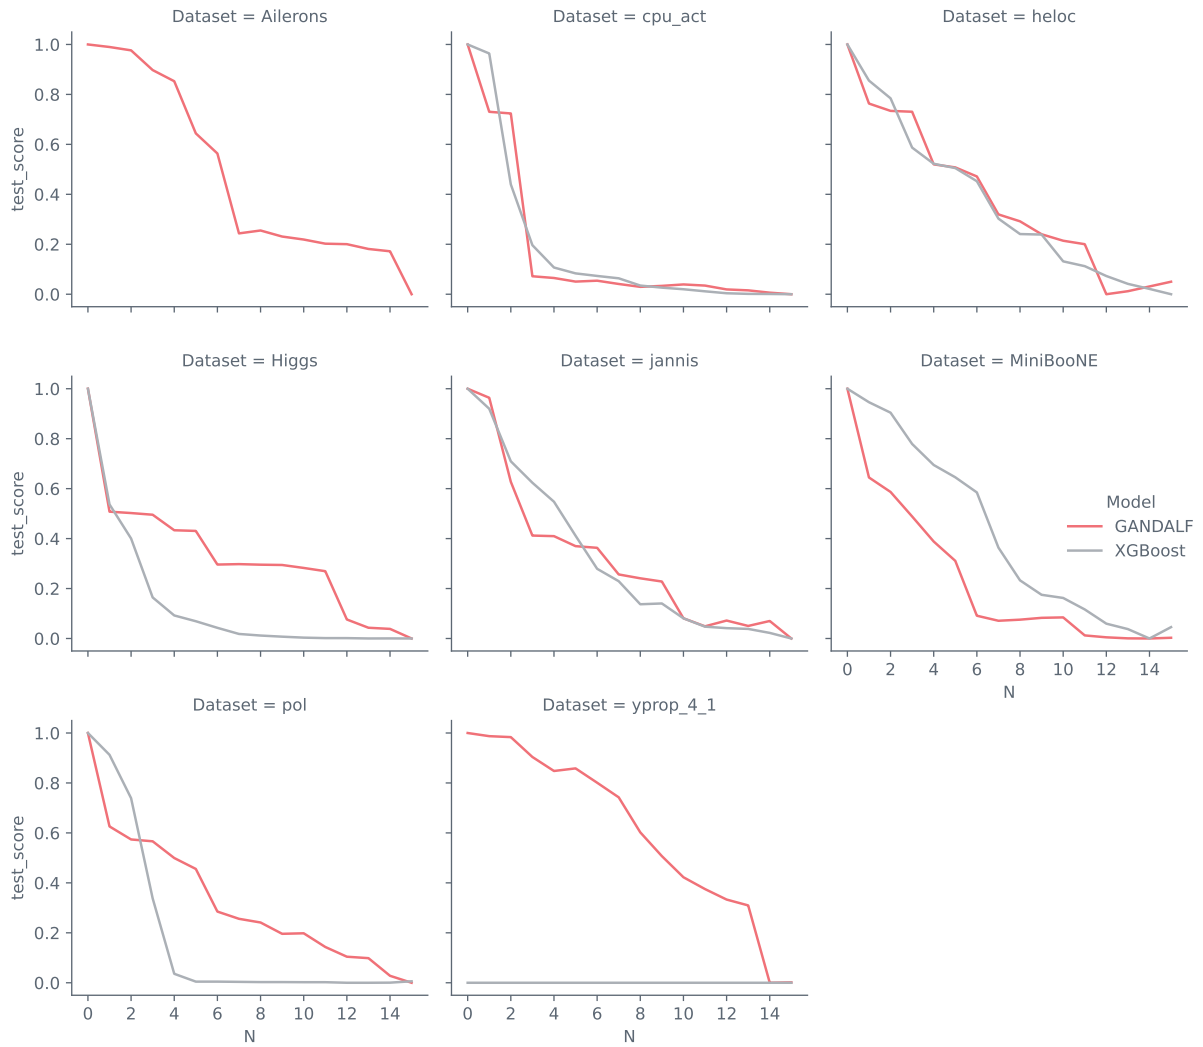 Dataset = Ailerons
Dataset = cpu_act
Dataset = heloc
test_score
1.0
0.8
0.6
0.4
0.2
0.0
Dataset = Higgs
Dataset = jannis
Dataset = MiniBooNE
test_score
1.0
0.8
0.6
0.4
0.2
0.0
Model
GANDALF
XGBoost
0 2 4 6 8 10 12 14
N
Dataset = pol
Dataset = yprop_4_1
test_score
1.0
0.8
0.6
0.4
0.2
0.0
0 2 4 6 8 10 12 14
N
0 2 4 6 8 10 12 14
N